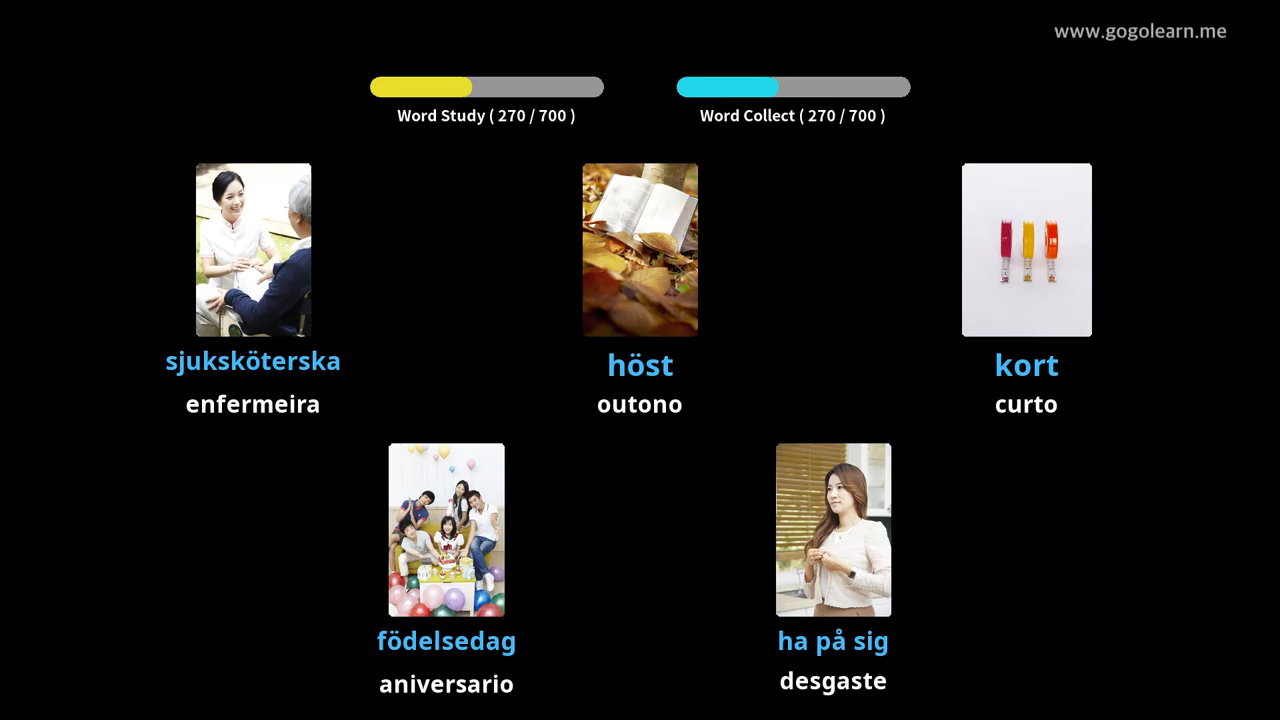 www.gogolearn.me
Word Study ( 270 / 700 )
Word Collect ( 270 / 700 )
sjuksköterska
enfermeira
höst
outono
kort
curto
födelsedag
aniversario
ha på sig
desgaste